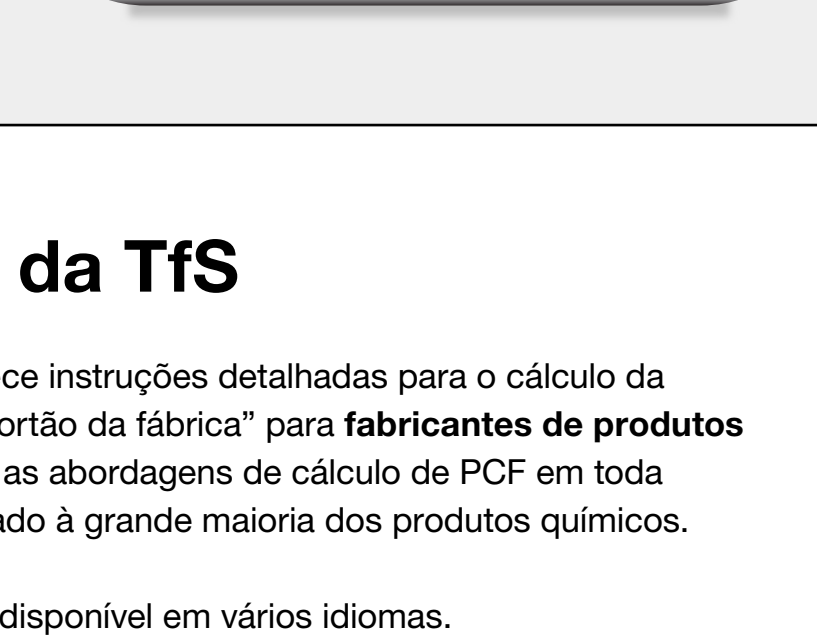 da TfS
ce instruções detalhadas para o cálculo da
ortão da fábrica” para fabricantes de produtos
as abordagens de cálculo de PCF em toda
ado à grande maioria dos produtos químicos.
disponível em vários idiomas.